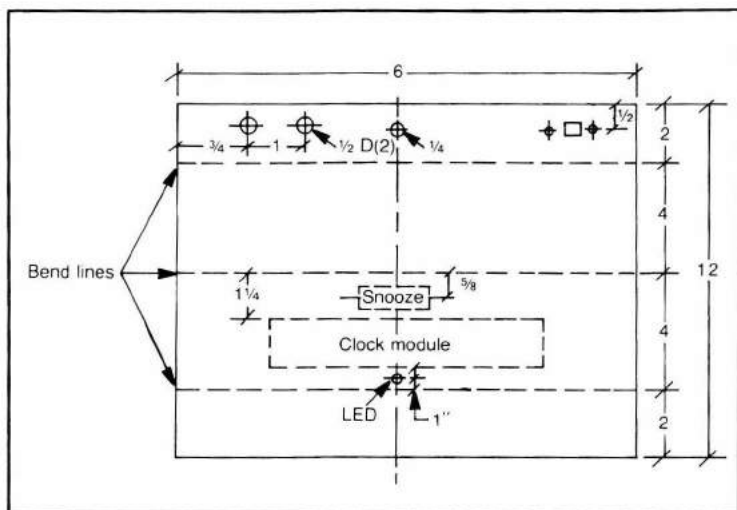 6
½
2
¾
1
½ D(2)
¼
4
Bend lines
12
1¼
⅝
Snooze
Clock module
4
LED
1"
2